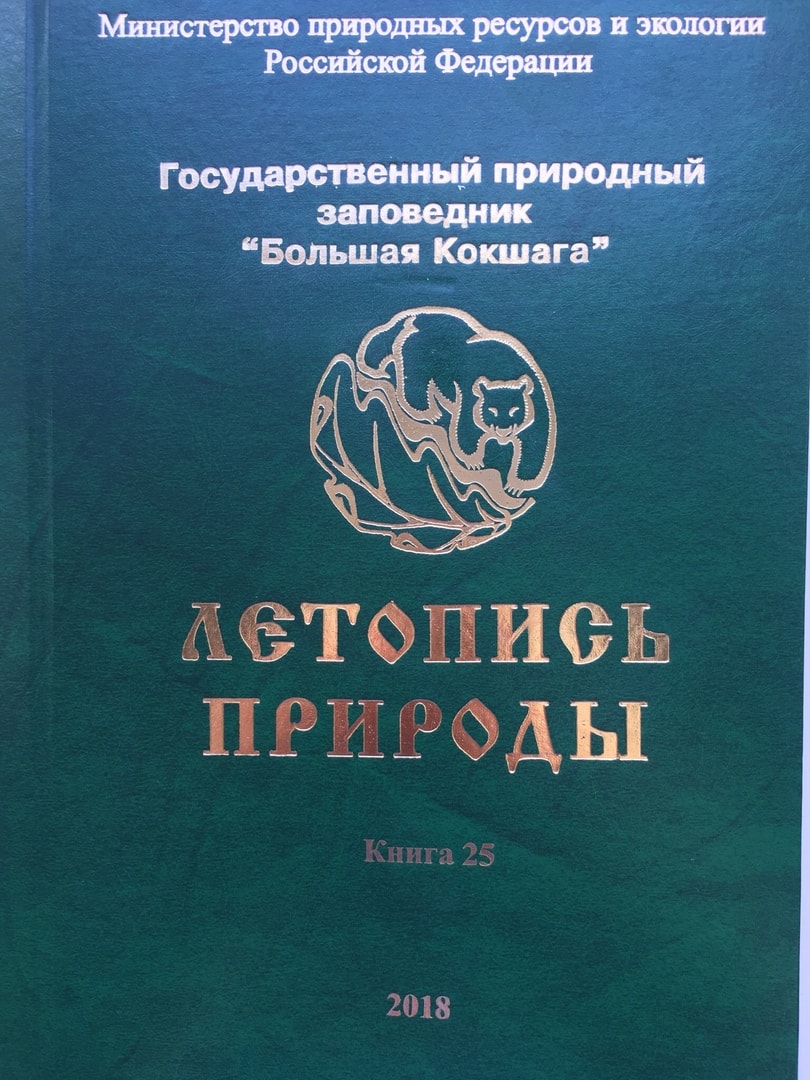 Министерство природных ресурсов и экологии
Российской Федерации
Государственный природный
заповедник
“Большая Кокшага”
ЛЕТОПИСЬ
ПРИРОДЫ
Книга 25
2018